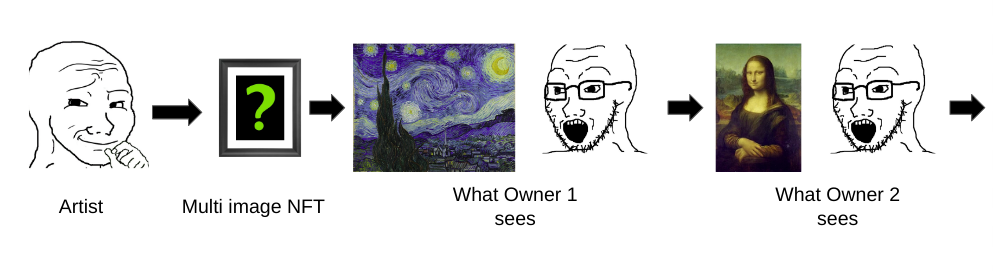 ?
Artist
Multi image NFT
What Owner 1
sees
What Owner 2
sees